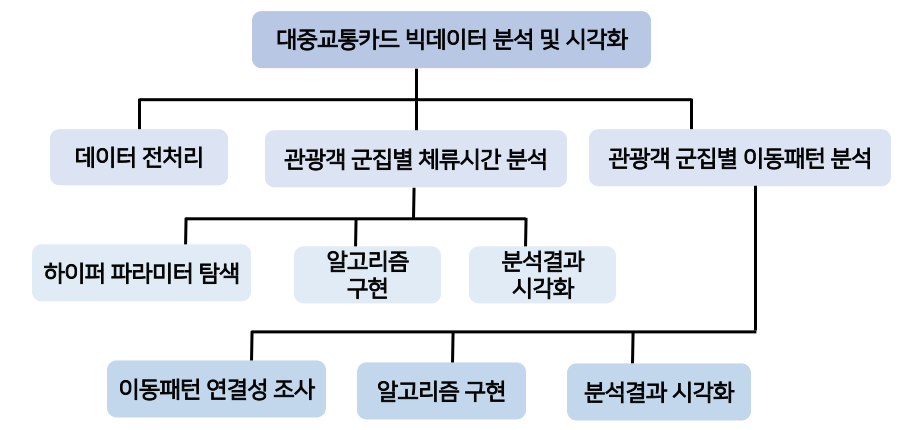 대중교통카드 빅데이터 분석 및 시각화
데이터 전처리
관광객 군집별 체류시간 분석
관광객 군집별 이동패턴 분석
하이퍼 파라미터 탐색
알고리즘
구현
분석결과
시각화
이동패턴 연결성 조사
알고리즘 구현
분석결과 시각화